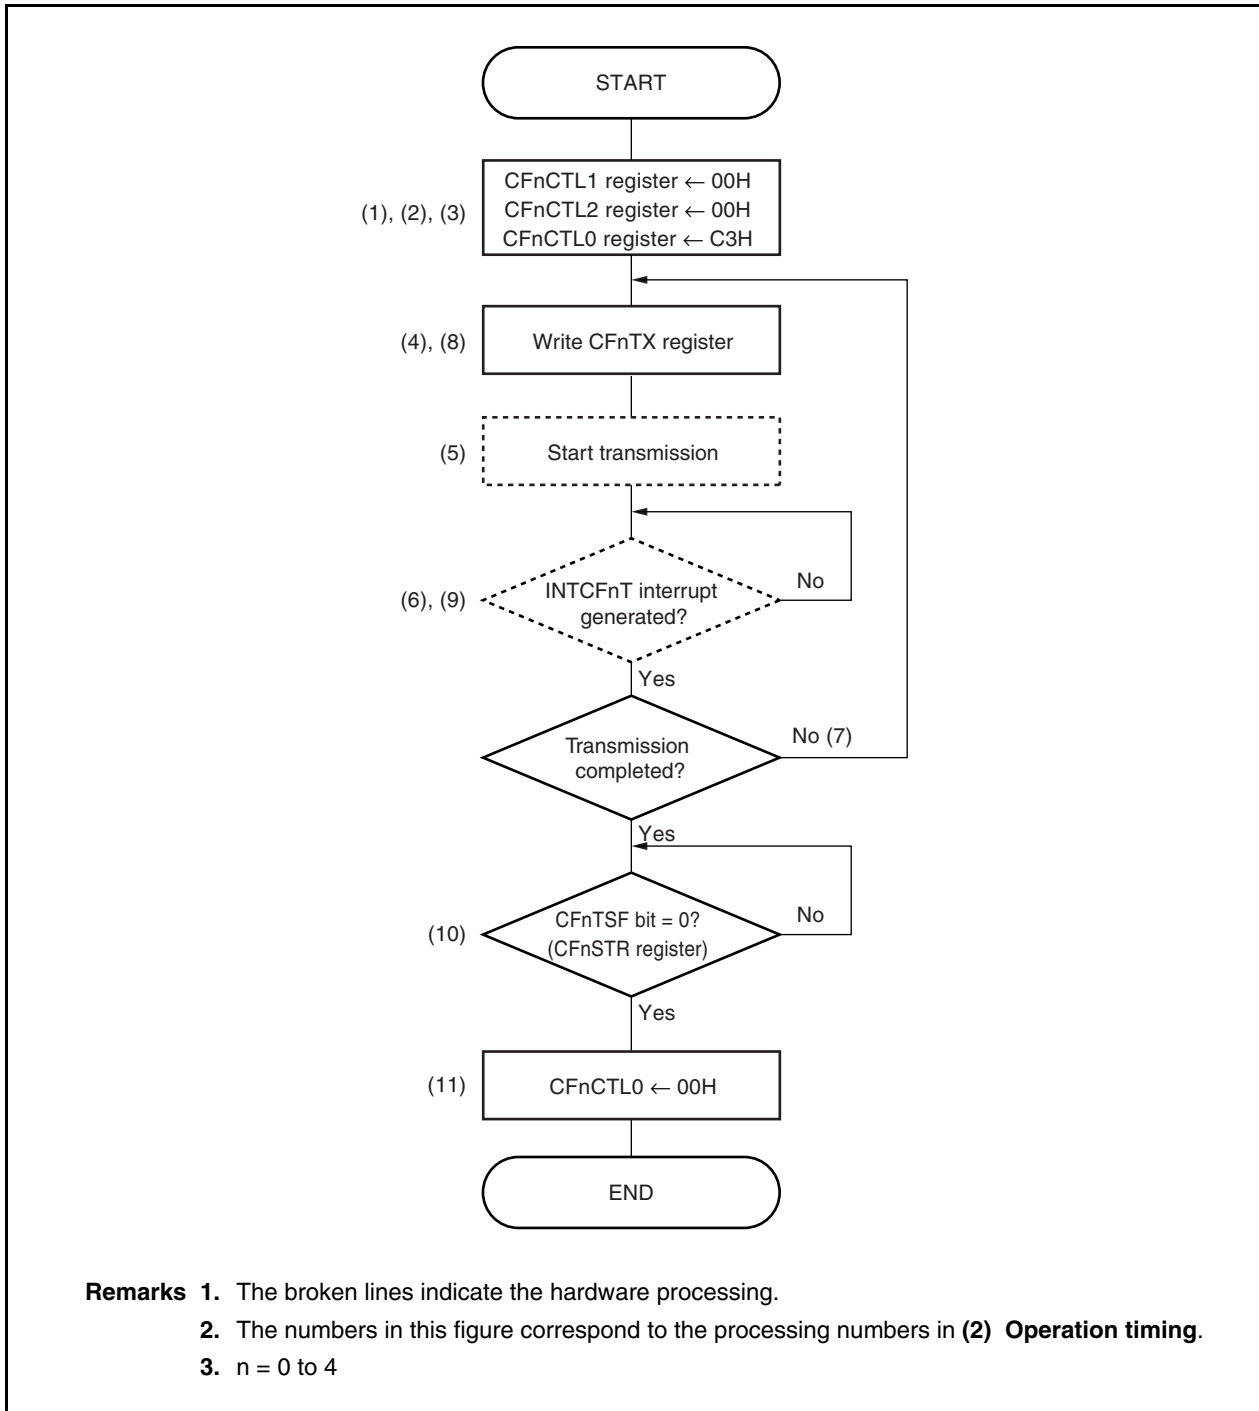 START
CFnCTL1 register ← 00H
CFnCTL2 register ← 00H
(1), (2), (3)
CFnCTL0 register ← C3H
(4), (8)
Write CFnTX register
(5)
Start transmission
INTCFnT interrupt
generated?
(6), (9)
No
Yes
Transmission
completed?
No (7)
Yes
CFnTSF bit = 0?
(CFnSTR register)
(10)
No
Yes
(11)
CFnCTL0 ← 00H
END
Remarks 1. The broken lines indicate the hardware processing.
2. The numbers in this figure correspond to the processing numbers in (2) Operation timing.
3. n = 0 to 4